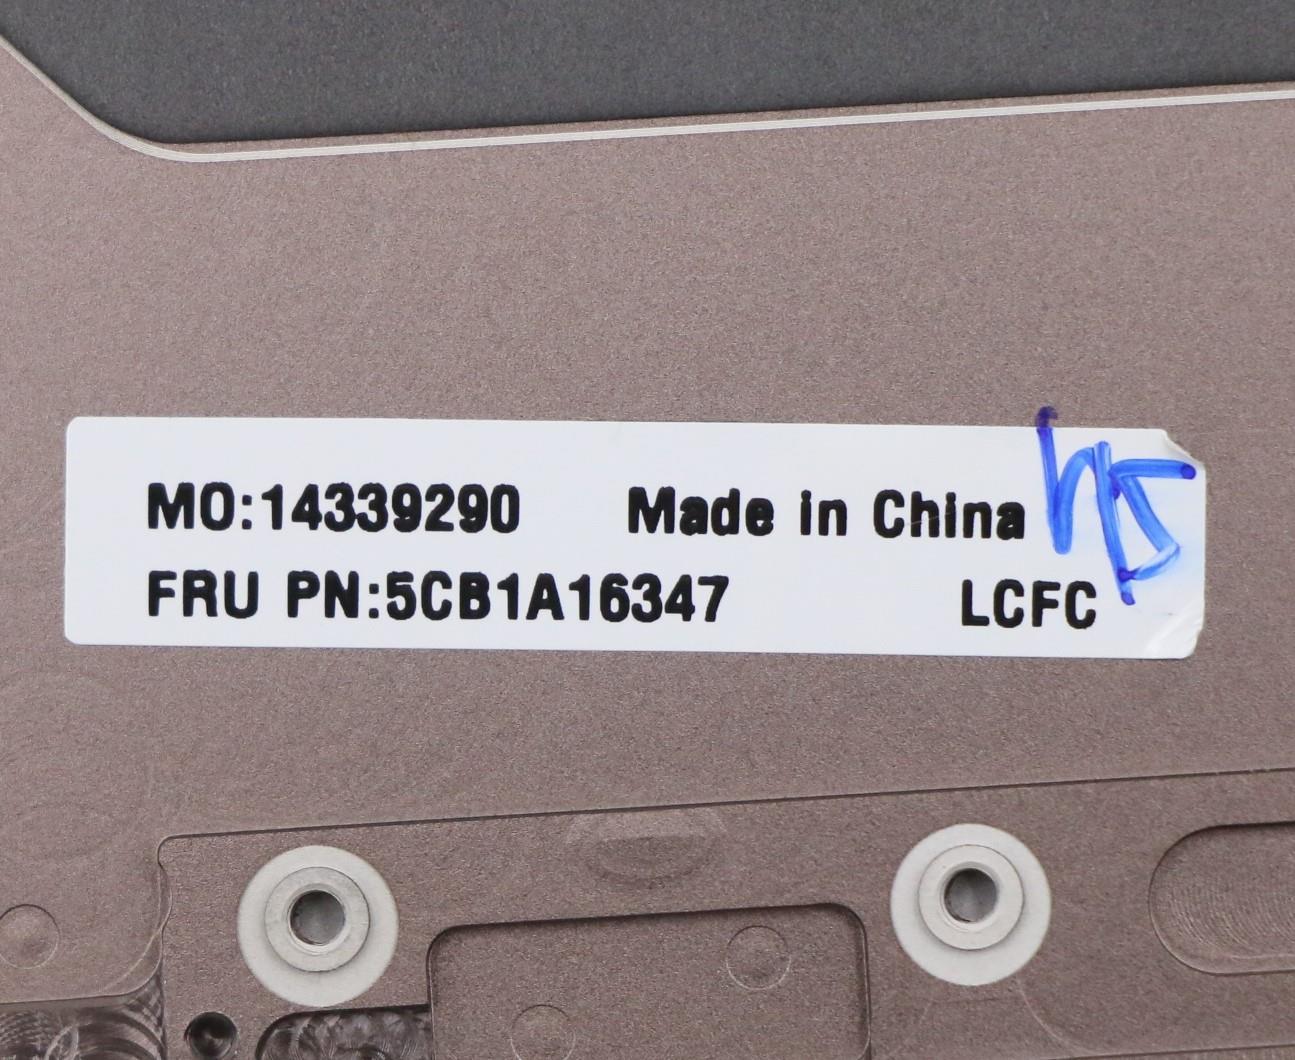 MO:14339290 Made in China
FRU PN:5CB1A16347 LCFC